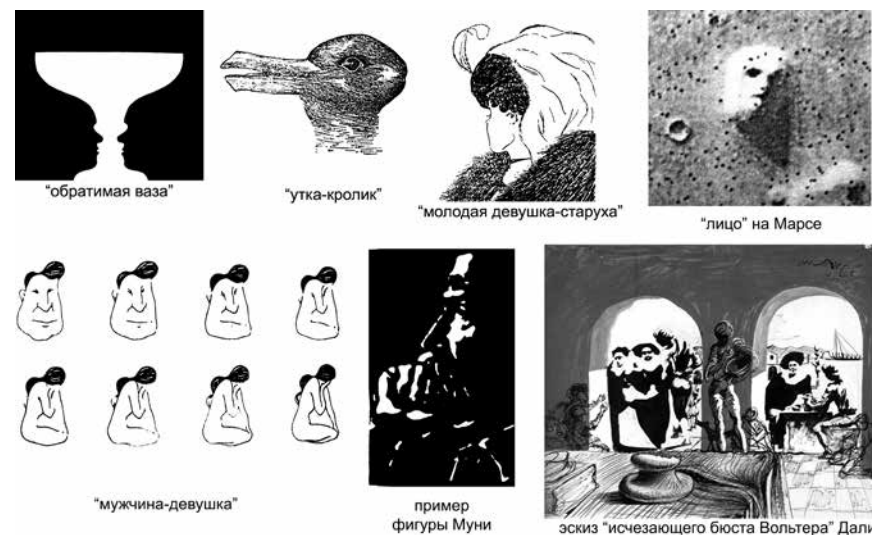 “обратимая ваза”
“утка-кролик”
“молодая девушка-старуха”
“лицо” на Марсе
“мужчина-девушка”
пример
фигуры Муни
эскиз “исчезающего бюста Вольтера” Дали